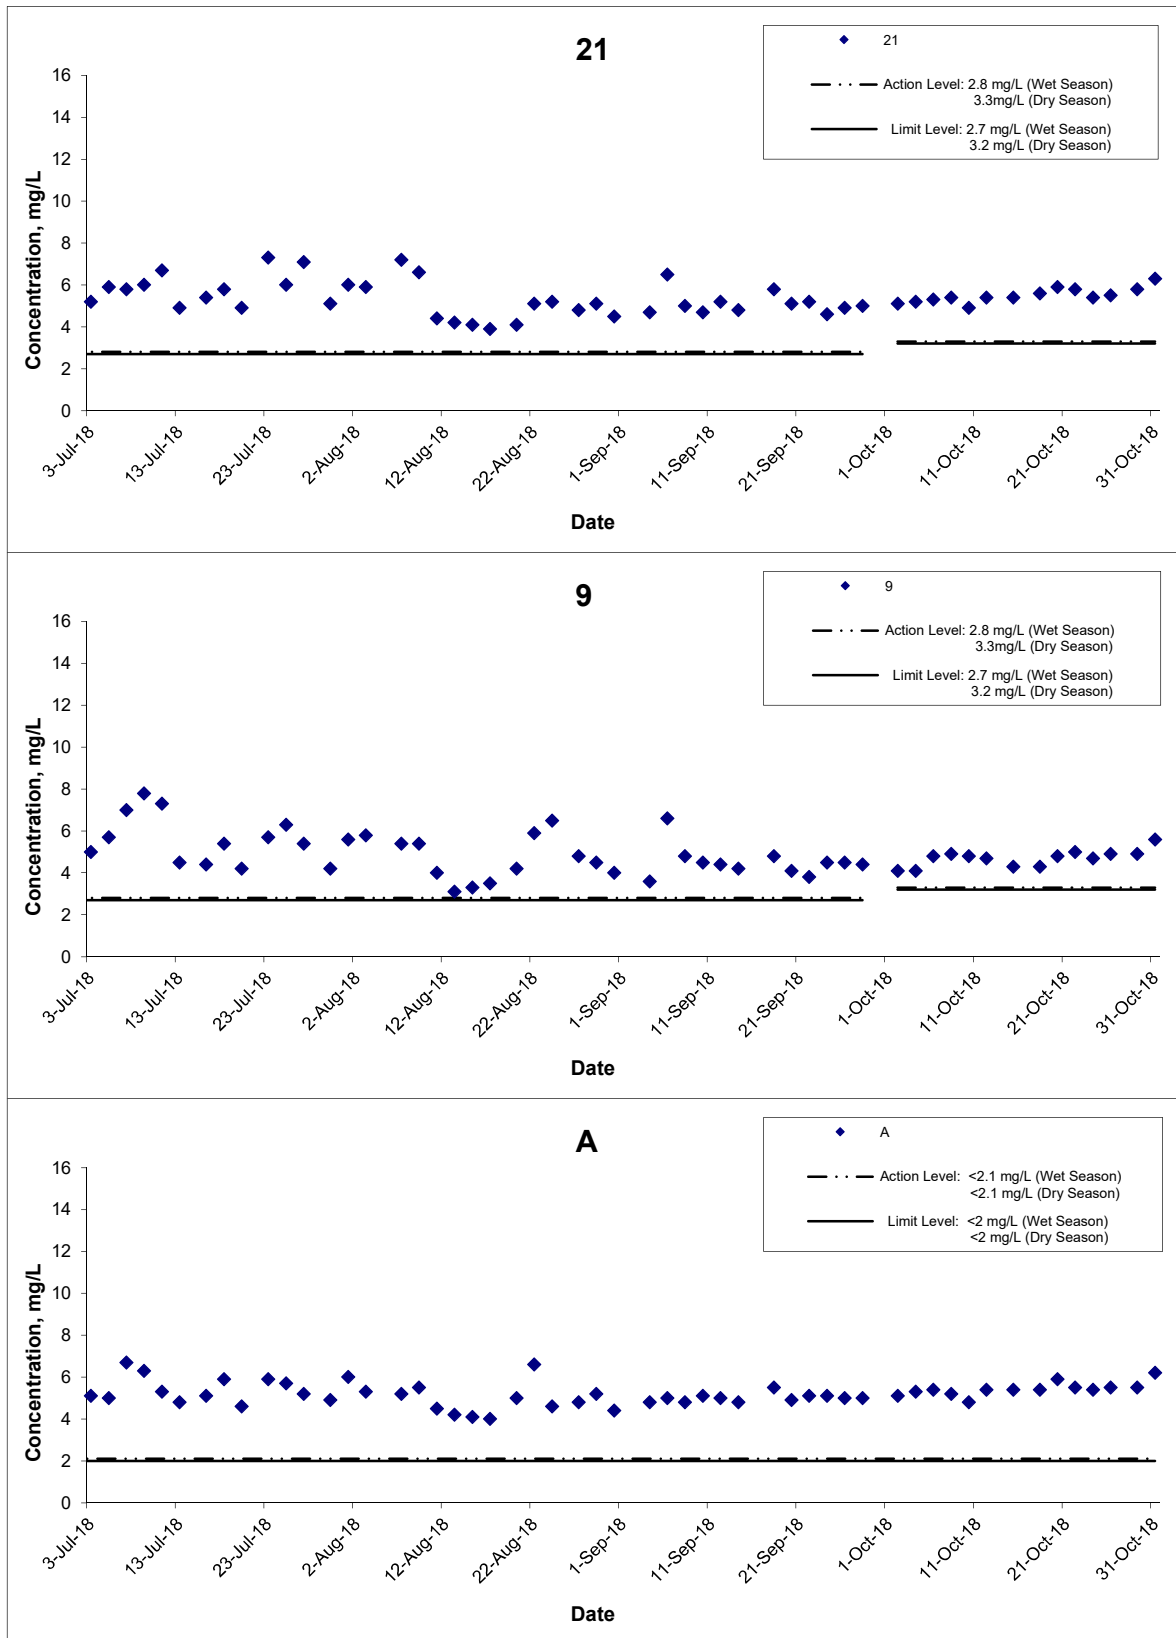 21
21
Action Level: 2.8 mg/L (Wet Season)
3.3mg/L (Dry Season)
Limit Level: 2.7 mg/L (Wet Season)
3.2 mg/L (Dry Season)
Concentration, mg/L
16
14
12
10
8
6
4
2
0
3-Jul-18
13-Jul-18
23-Jul-18
2-Aug-18
12-Aug-18
22-Aug-18
1-Sep-18
11-Sep-18
21-Sep-18
1-Oct-18
11-Oct-18
21-Oct-18
31-Oct-18
Date
9
9
Action Level: 2.8 mg/L (Wet Season)
3.3mg/L (Dry Season)
Limit Level: 2.7 mg/L (Wet Season)
3.2 mg/L (Dry Season)
Concentration, mg/L
16
14
12
10
8
6
4
2
0
3-Jul-18
13-Jul-18
23-Jul-18
2-Aug-18
12-Aug-18
22-Aug-18
1-Sep-18
11-Sep-18
21-Sep-18
1-Oct-18
11-Oct-18
21-Oct-18
31-Oct-18
Date
A
A
Action Level: <2.1 mg/L (Wet Season)
<2.1 mg/L (Dry Season)
Limit Level: <2 mg/L (Wet Season)
<2 mg/L (Dry Season)
Concentration, mg/L
16
14
12
10
8
6
4
2
0
3-Jul-18
13-Jul-18
23-Jul-18
2-Aug-18
12-Aug-18
22-Aug-18
1-Sep-18
11-Sep-18
21-Sep-18
1-Oct-18
11-Oct-18
21-Oct-18
31-Oct-18
Date